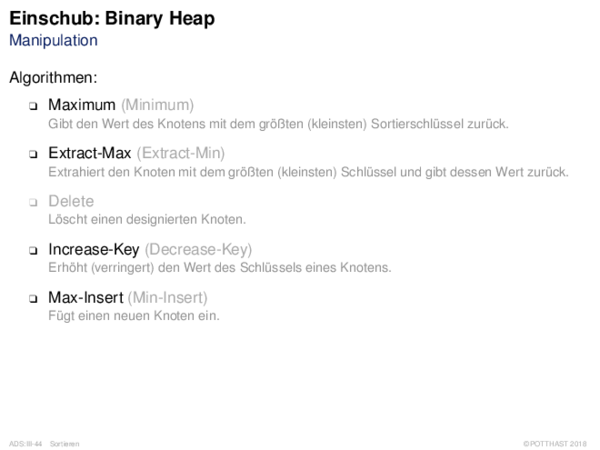 Einschub: Binary Heap
Manipulation
Algorithmen:
❑ Maximum (Minimum)
Gibt den Wert des Knotens mit dem größten (kleinsten) Sortierschlüssel zurück.
❑ Extract-Max (Extract-Min)
Extrahiert den Knoten mit dem größten (kleinsten) Schlüssel und gibt dessen Wert zurück.
❑ Delete
Löscht einen designierten Knoten.
❑ Increase-Key (Decrease-Key)
Erhöht (verringert) den Wert des Schlüssels eines Knotens.
❑ Max-Insert (Min-Insert)
Fügt einen neuen Knoten ein.
ADS:III-44 Sortieren © POTTHAST 2018